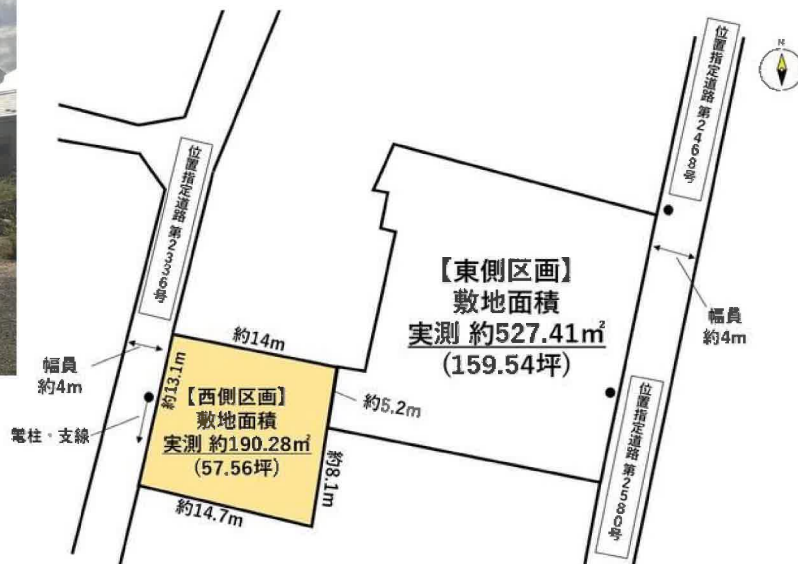 N
位置指定道路 第2468号
位置指定道路 第2336号
【東側区画】
敷地面積
実測 約527.41㎡
(159.54坪)
幅員
約4m
約14m
幅員
約4m
約13.1m
【西側区画】
敷地面積
実測 約190.28㎡
(57.56坪)
約5.2m
電柱・支線
約8.1m
約14.7m
位置指定道路 第2580号